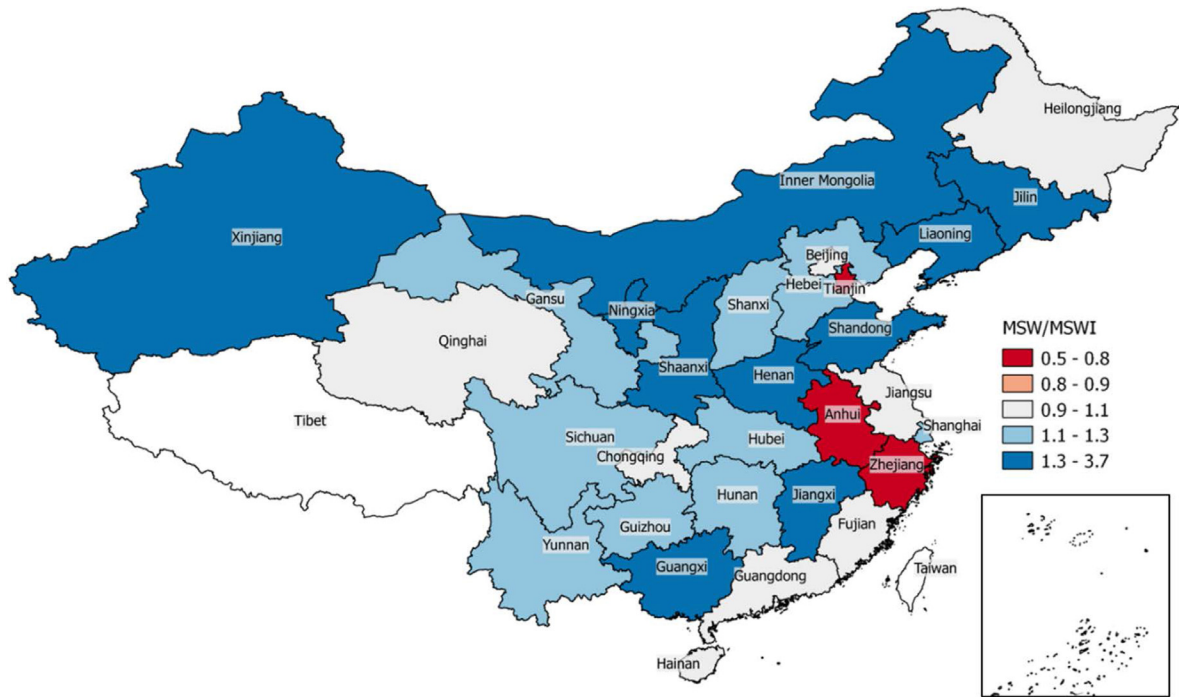 Heilongjiang
Inner Mongolia
Jilin
Xinjiang
Liaoning
Beijing
Hebei
Tianjin
Gansu
Ningxia
Shanxi
Shandong
Qinghai
Shaanxi
Henan
Jiangsu
Tibet
Anhui
Shanghai
Sichuan
Hubei
Chongqing
Zhejiang
Hunan
Jiangxi
Guizhou
Fujian
Yunnan
Guangxi
Guangdong
Taiwan
Hainan
MSW/MSWI
0.5 - 0.8
0.8 - 0.9
0.9 - 1.1
1.1 - 1.3
1.3 - 3.7